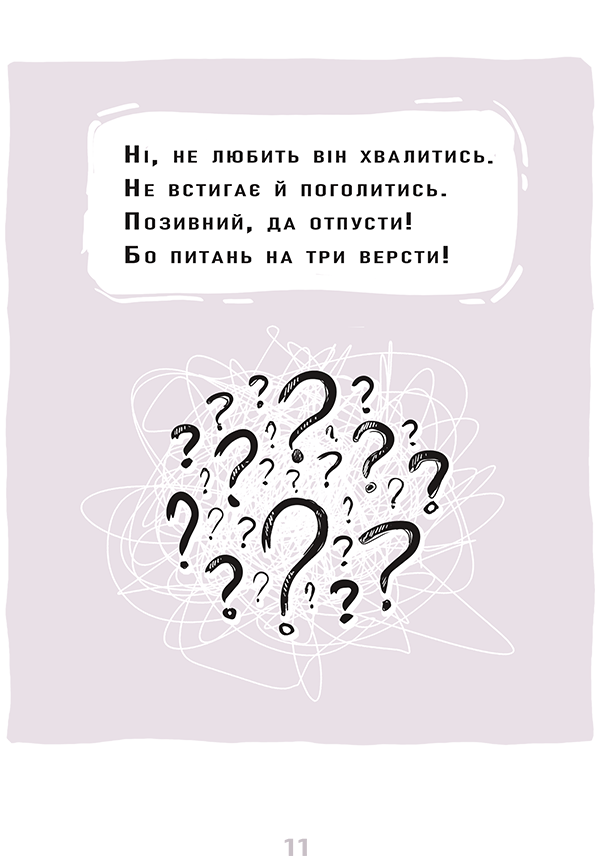 Ні, не любить він хвалитись.
Не встигає й поголитись.
Позивний, да отпусти!
Бо питань на три версти!
11